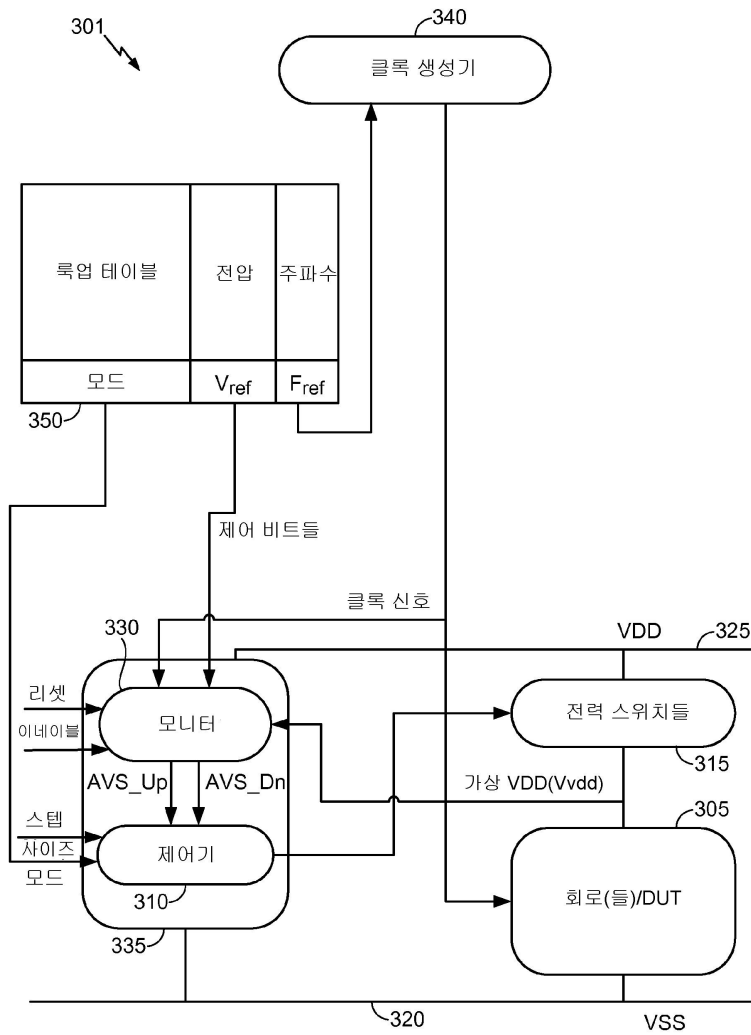 301
340
클록 생성기
룩업 테이블
전압
주파수
모드
Vref
Fref
350
제어 비트들
클록 신호
330
VDD
325
리셋
모니터
전력 스위치들
이네이블
315
AVS_Up
AVS_Dn
가상 VDD(Vvdd)
스텝
305
사이즈
제어기
모드
310
회로(들)/DUT
335
320
VSS